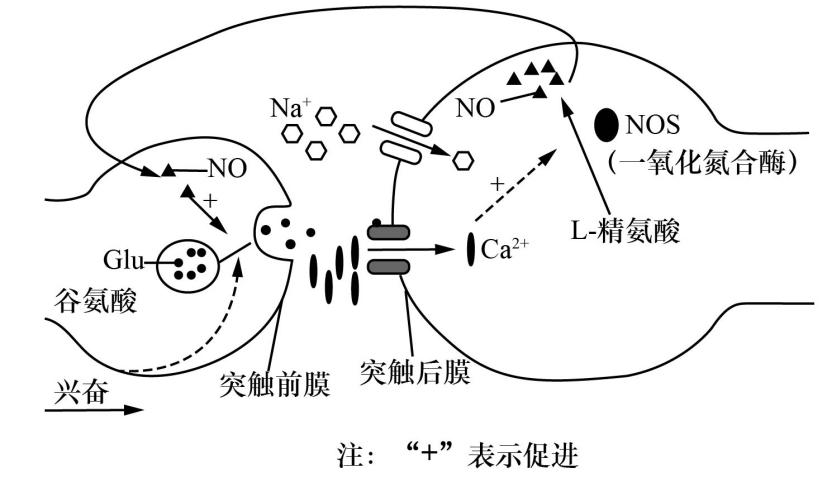 Na⁺
NO
NOS
(一氧化氮合酶)
NO
+
+
L-精氨酸
Glu
Ca²⁺
谷氨酸
突触前膜
突触后膜
兴奋
注：“+”表示促进